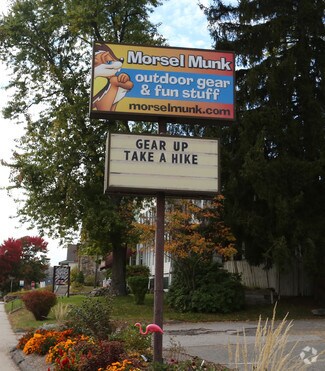 Morsel Munk
outdoor gear
& fun stuff
morselmunk.com
GEAR UP
TAKE A HIKE